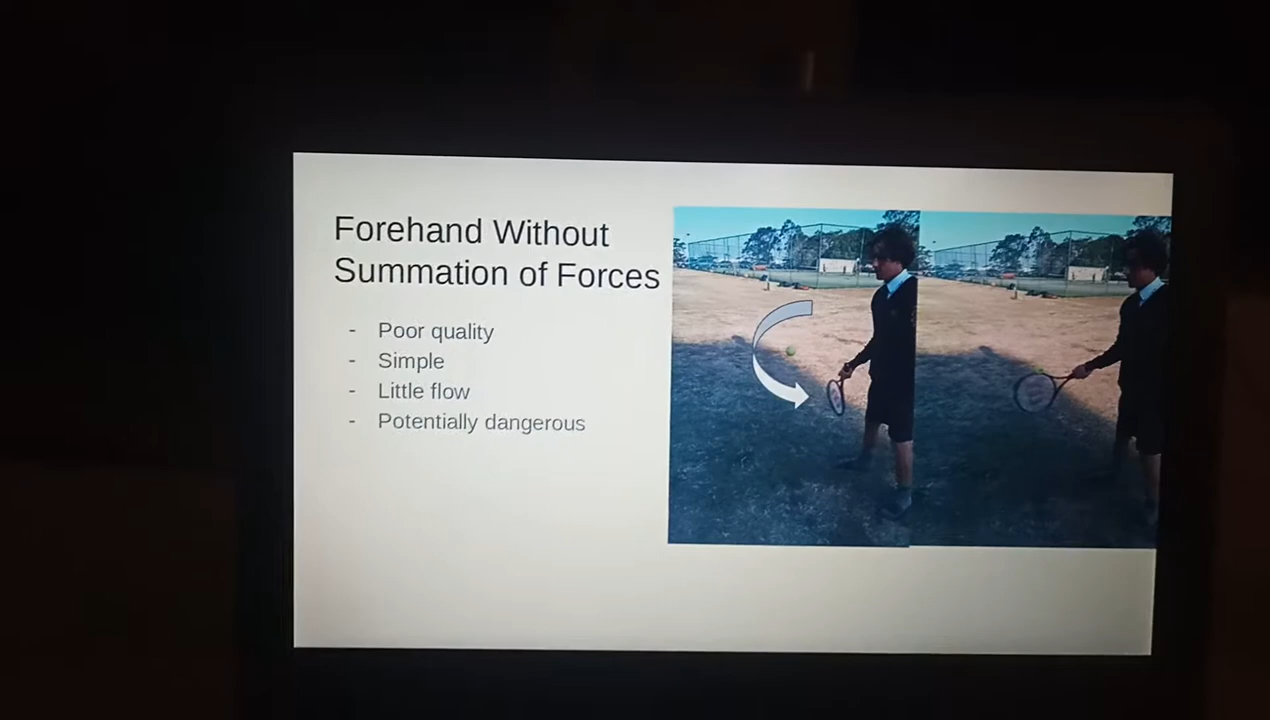 Forehand Without
Summation of Forces
- Poor quality
- Simple
- Little flow
- Potentially dangerous